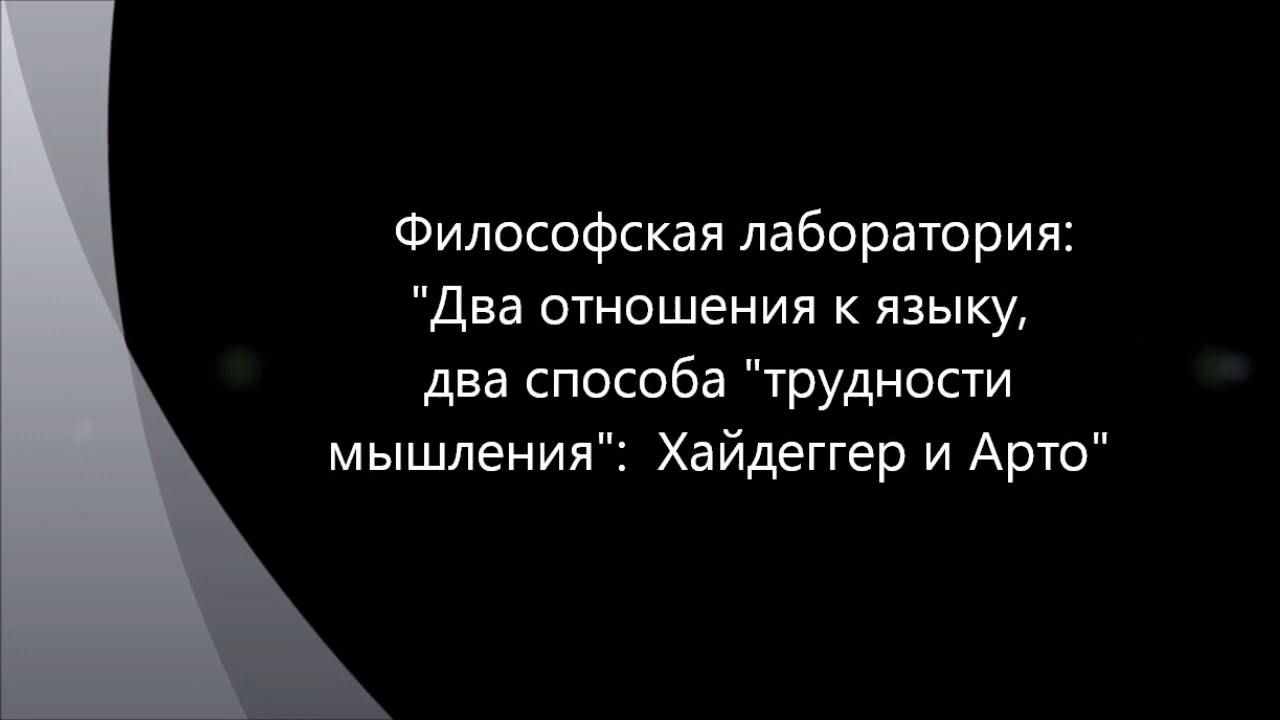 Философская лаборатория:
"Два отношения к языку,
два способа "трудности
мышления":  Хайдеггер и Арто"